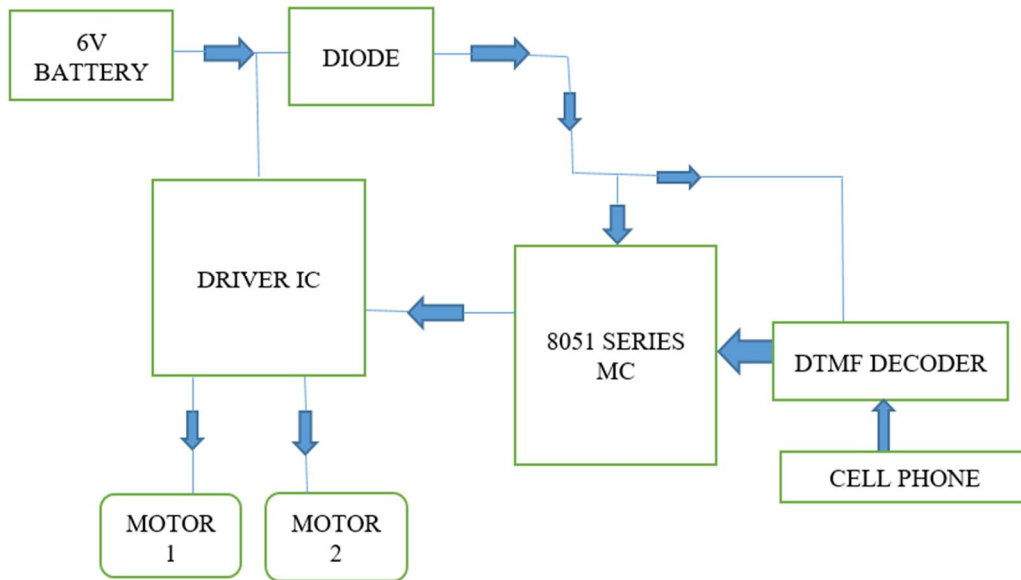 6V
BATTERY
DIODE
DRIVER IC
8051 SERIES
MC
DTMF DECODER
CELL PHONE
MOTOR
1
MOTOR
2